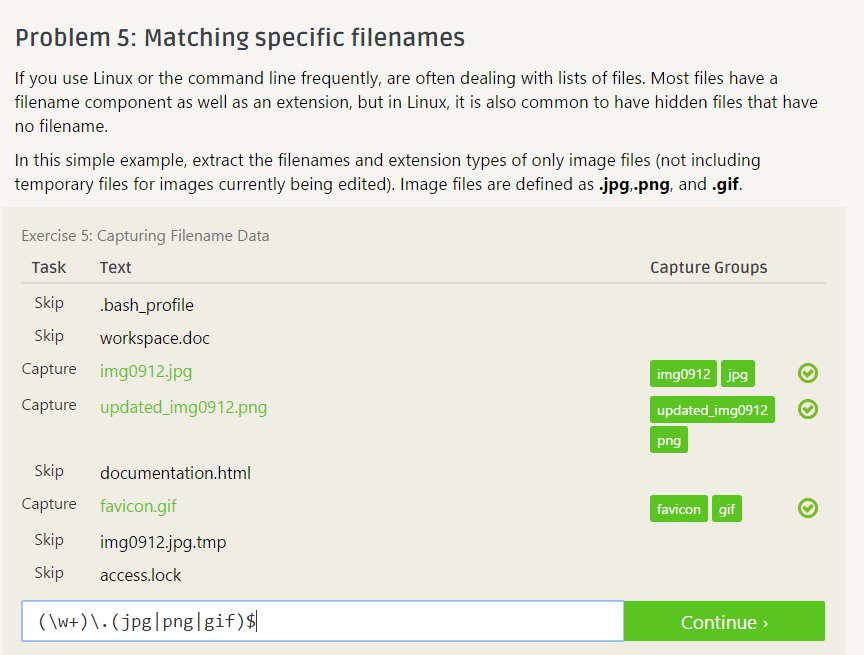 Problem 5: Matching specific filenames
If you use Linux or the command line frequently, are often dealing with lists of files. Most files have a
filename component as well as an extension, but in Linux, it is also common to have hidden files that have
no filename.
In this simple example, extract the filenames and extension types of only image files (not including
temporary files for images currently being edited). Image files are defined as .jpg,.png, and .gif.
Exercise 5: Capturing Filename Data
Task Text Capture Groups
Skip .bash_profile
Skip workspace.doc
Capture img0912.jpg img0912 jpg
Capture updated_img0912.png updated_img0912
png
Skip documentation.html
Capture favicon.gif favicon gif
Skip img0912.jpg.tmp
Skip access.lock
(\w+)\.(jpg|png|gif)$ Continue ›